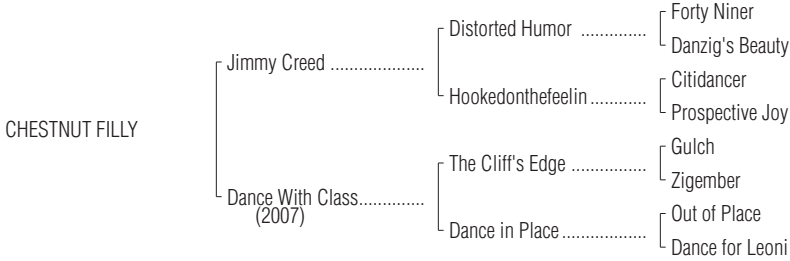 Forty Niner
Distorted Humor ..............
Danzig's Beauty
Jimmy Creed ....................
Citidancer
Hookedonthefeelin............
Prospective Joy
CHESTNUT FILLY
Gulch
The Cliff's Edge ................
Zigember
Dance With Class..............
(2007)
Out of Place
Dance in Place..................
Dance for Leoni